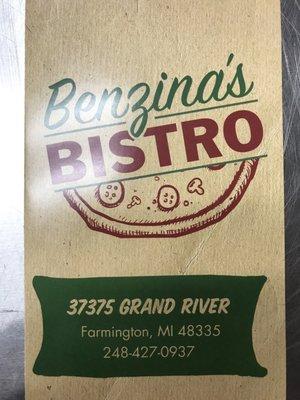 Benzina's
BISTRO
37375 GRAND RIVER
Farmington, MI 48335
248-427-0937